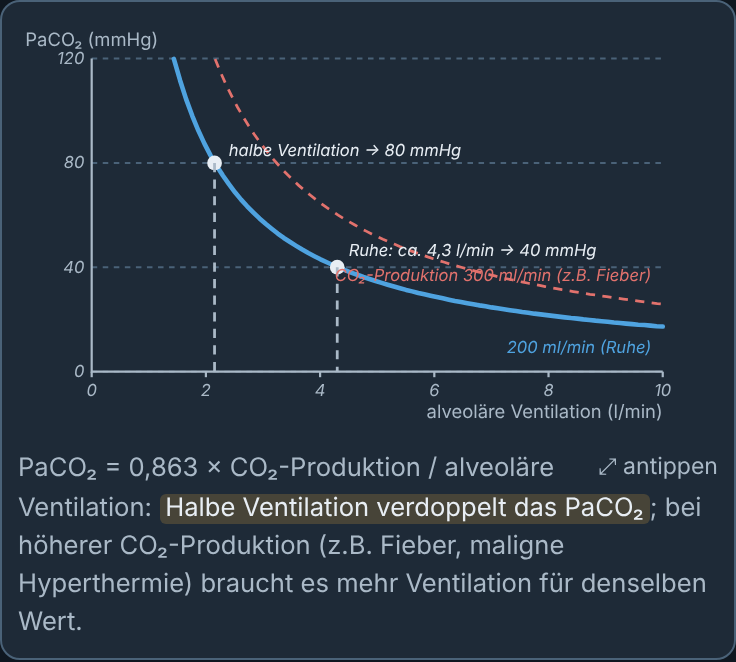 PaCO₂ (mmHg)
120
halbe Ventilation → 80 mmHg
80
Ruhe: ca. 4,3 l/min → 40 mmHg
40
CO₂-Produktion 300 ml/min (z.B. Fieber)
200 ml/min (Ruhe)
0
0 2 4 6 8 10
alveoläre Ventilation (l/min)
PaCO₂ = 0,863 × CO₂-Produktion / alveoläre
⤢ antippen
Ventilation: Halbe Ventilation verdoppelt das PaCO₂; bei
höherer CO₂-Produktion (z.B. Fieber, maligne
Hyperthermie) braucht es mehr Ventilation für denselben
Wert.